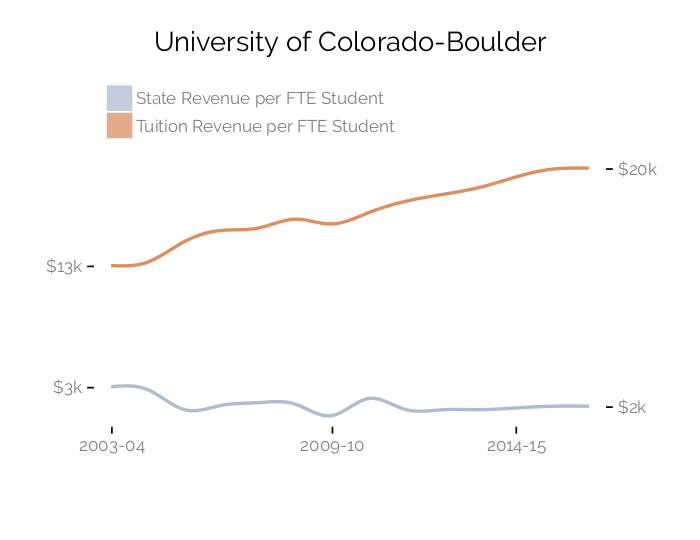 University of Colorado-Boulder
State Revenue per FTE Student
Tuition Revenue per FTE Student
$20k
$13k
$3k
$2k
2003-04 2009-10 2014-15